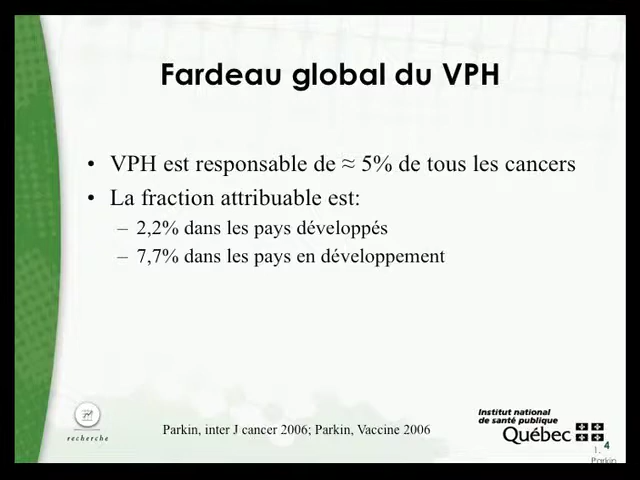 Fardeau global du VPH
• VPH est responsable de ≈ 5% de tous les cancers
• La fraction attribuable est:
– 2,2% dans les pays développés
– 7,7% dans les pays en développement
recherche
Parkin, inter J cancer 2006; Parkin, Vaccine 2006
Institut national
de santé publique
Québec
4
1.
Parkin